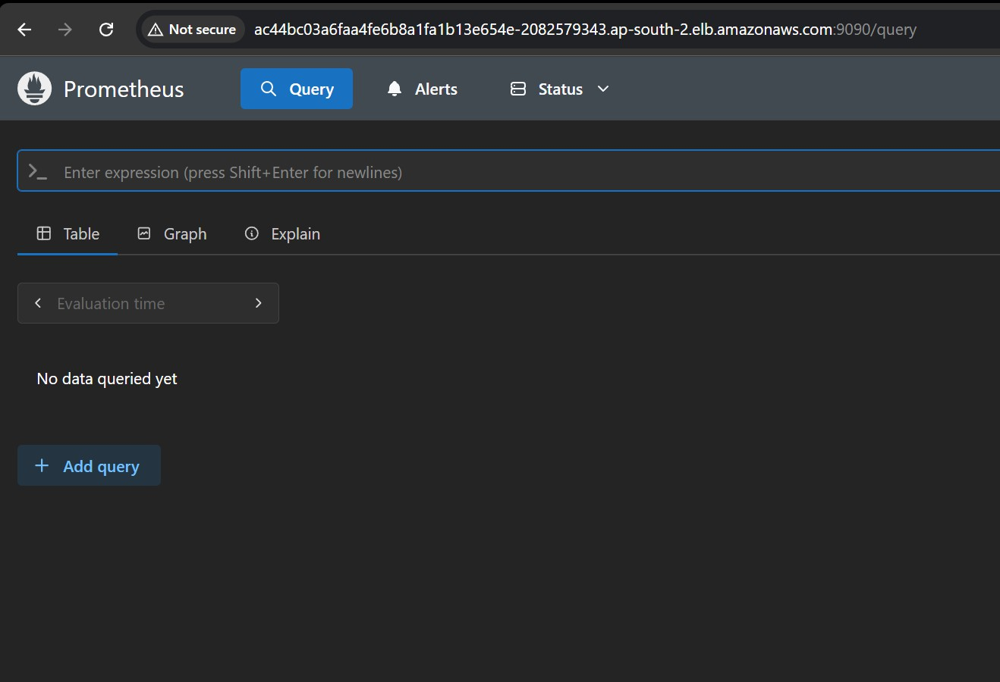 Not secure ac44bc03a6faa4fe6b8a1fa1b13e654e-2082579343.ap-south-2.elb.amazonaws.com:9090/query
Prometheus Query Alerts Status
Enter expression (press Shift+Enter for newlines)
Table Graph Explain
Evaluation time
No data queried yet
Add query